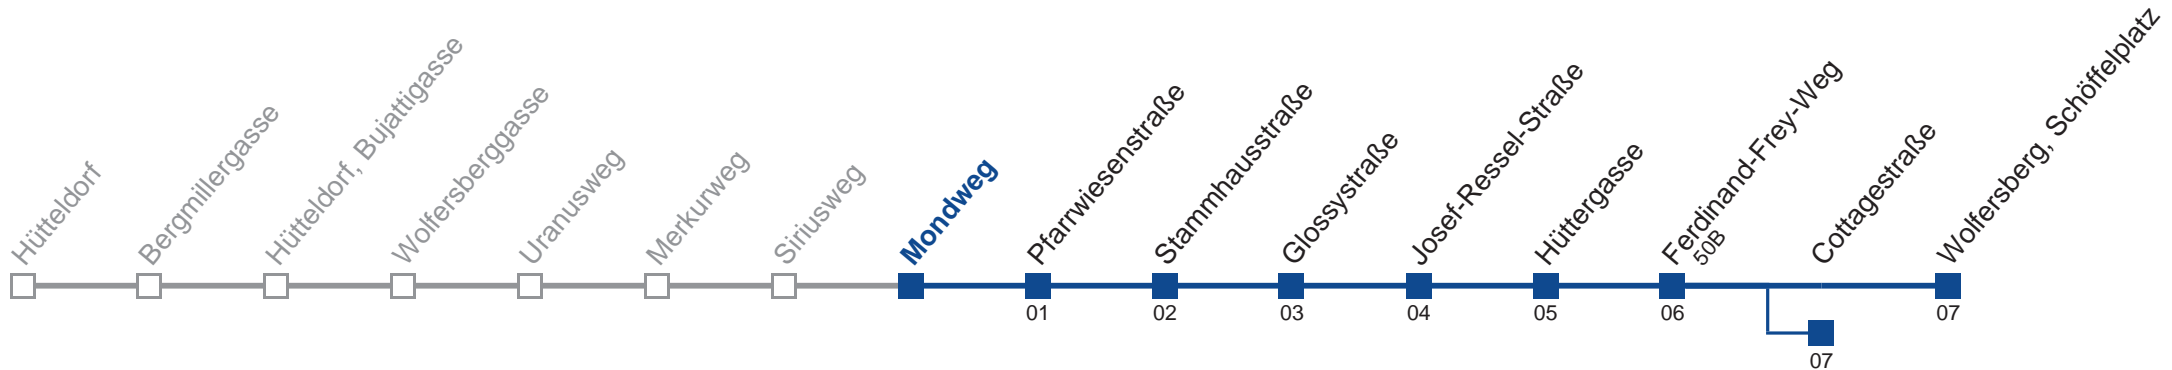 Hütteldorf
Bergmillergasse
Hütteldorf, Bujattigasse
Wolfersberggasse
Uranusweg
Merkurweg
Siriusweg
Mondweg
Pfarrwiesenstraße
Stammhausstraße
Glossystraße
Josef-Ressel-Straße
Hüttergasse
Ferdinand-Frey-Weg
50B
Cottagestraße
Wolfersberg, Schöffelplatz
01
02
03
04
05
06
07
07